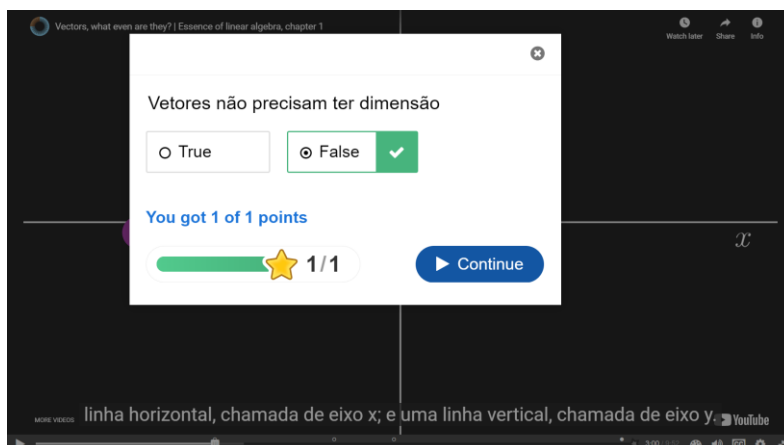 Vectors, what even are they? | Essence of linear algebra, chapter 1
Watch later Share Info
Vetores não precisam ter dimensão
True False
You got 1 of 1 points
1/1 Continue
x
linha horizontal, chamada de eixo x; e uma linha vertical, chamada de eixo y.
MORE VIDEOS YouTube
3:00